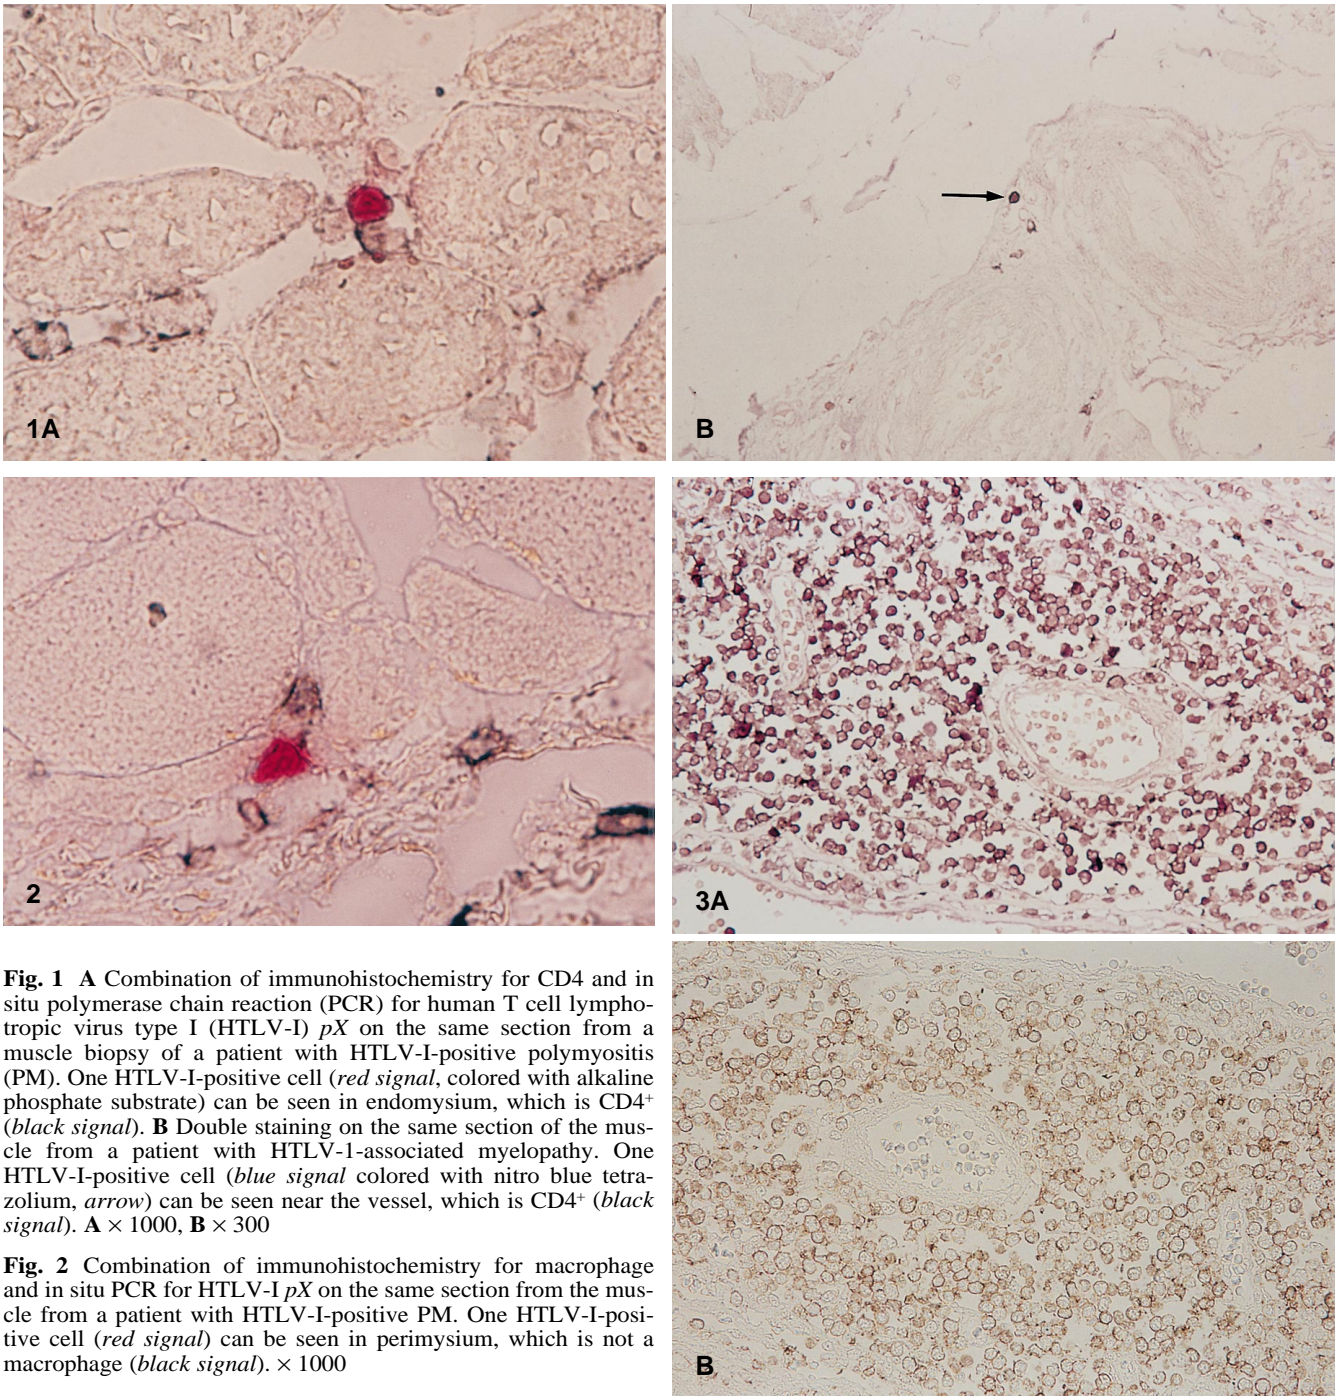 1A
B
2
3A
Fig. 1 A Combination of immunohistochemistry for CD4 and in
situ polymerase chain reaction (PCR) for human T cell lympho-
tropic virus type I (HTLV-I) pX on the same section from a
muscle biopsy of a patient with HTLV-I-positive polymyositis
(PM). One HTLV-I-positive cell (red signal, colored with alkaline
phosphate substrate) can be seen in endomysium, which is CD4⁺
(black signal). B Double staining on the same section of the mus-
cle from a patient with HTLV-1-associated myelopathy. One
HTLV-I-positive cell (blue signal colored with nitro blue tetra-
zolium, arrow) can be seen near the vessel, which is CD4⁺ (black
signal). A × 1000, B × 300
Fig. 2 Combination of immunohistochemistry for macrophage
and in situ PCR for HTLV-I pX on the same section from the mus-
cle from a patient with HTLV-I-positive PM. One HTLV-I-posi-
tive cell (red signal) can be seen in perimysium, which is not a
macrophage (black signal). × 1000
B